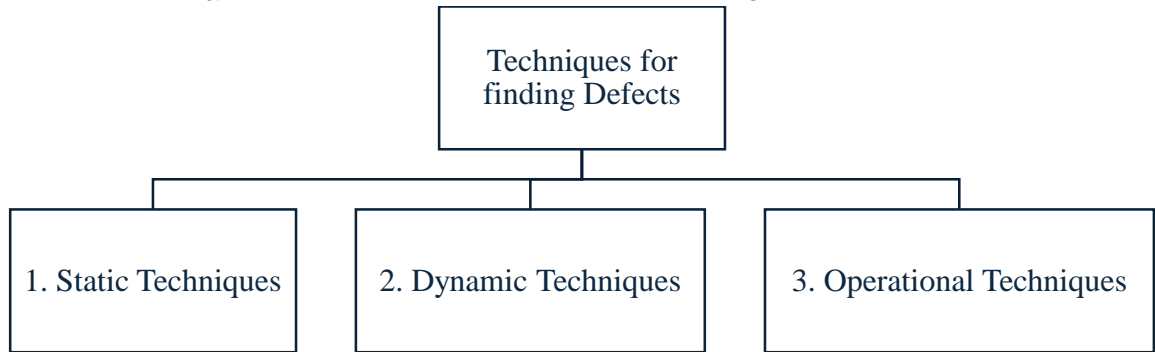 Techniques for
finding Defects
1. Static Techniques
2. Dynamic Techniques
3. Operational Techniques